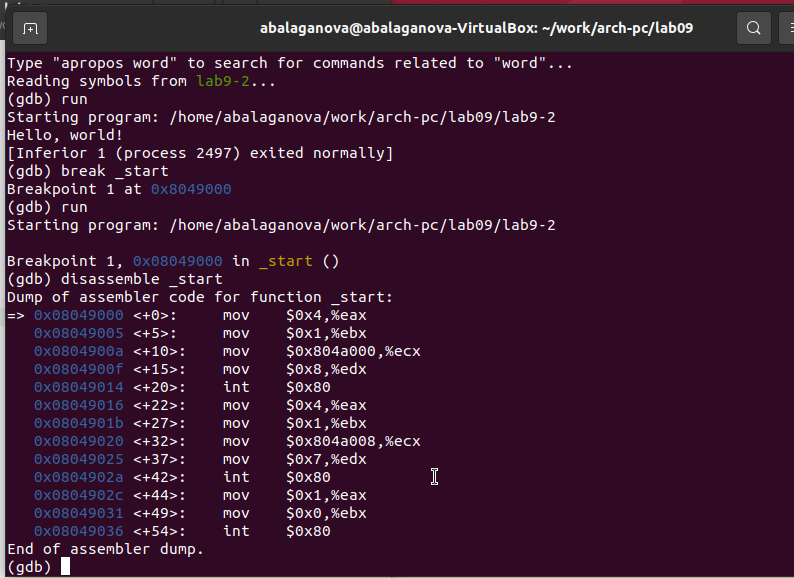 abalaganova@abalaganova-VirtualBox: ~/work/arch-pc/lab09
Type "apropos word" to search for commands related to "word"...
Reading symbols from lab9-2...
(gdb) run
Starting program: /home/abalaganova/work/arch-pc/lab09/lab9-2
Hello, world!
[Inferior 1 (process 2497) exited normally]
(gdb) break _start
Breakpoint 1 at 0x8049000
(gdb) run
Starting program: /home/abalaganova/work/arch-pc/lab09/lab9-2

Breakpoint 1, 0x08049000 in _start ()
(gdb) disassemble _start
Dump of assembler code for function _start:
=> 0x08049000 <+0>:     mov    $0x4,%eax
   0x08049005 <+5>:     mov    $0x1,%ebx
   0x0804900a <+10>:    mov    $0x804a000,%ecx
   0x0804900f <+15>:    mov    $0x8,%edx
   0x08049014 <+20>:    int    $0x80
   0x08049016 <+22>:    mov    $0x4,%eax
   0x0804901b <+27>:    mov    $0x1,%ebx
   0x08049020 <+32>:    mov    $0x804a008,%ecx
   0x08049025 <+37>:    mov    $0x7,%edx
   0x0804902a <+42>:    int    $0x80
   0x0804902c <+44>:    mov    $0x1,%eax
   0x08049031 <+49>:    mov    $0x0,%ebx
   0x08049036 <+54>:    int    $0x80
End of assembler dump.
(gdb)